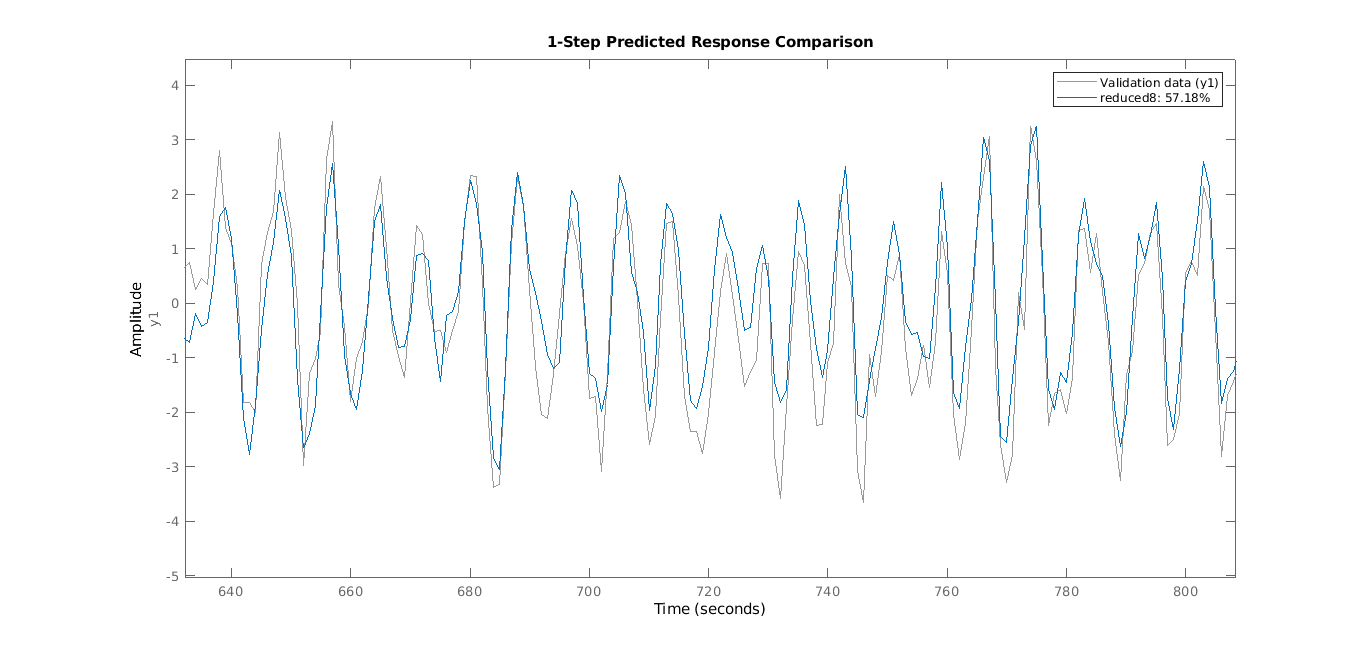 1-Step Predicted Response Comparison
Validation data (y1)
reduced8: 57.18%
4
3
2
1
0
-1
-2
-3
-4
-5
Amplitude
y1
640 660 680 700 720 740 760 780 800
Time (seconds)